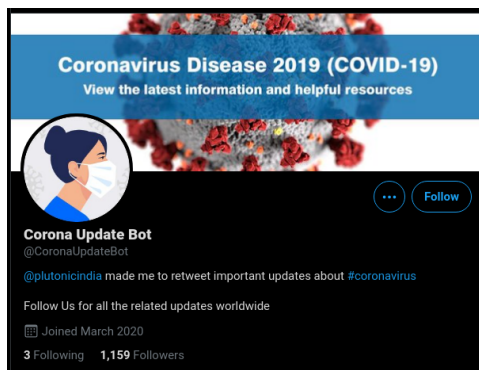 Coronavirus Disease 2019 (COVID-19)
View the latest information and helpful resources
Follow
Corona Update Bot
@CoronaUpdateBot
@plutonicindia made me to retweet important updates about #coronavirus
Follow Us for all the related updates worldwide
Joined March 2020
3 Following 1,159 Followers